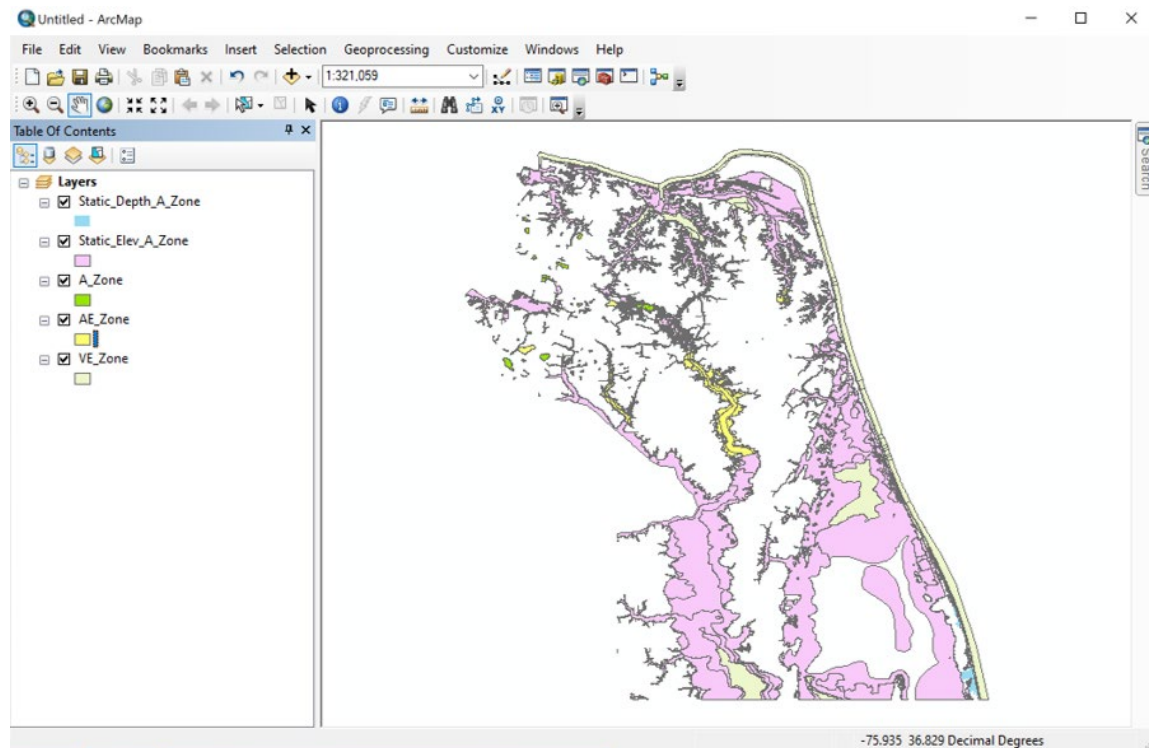 Untitled - ArcMap
File Edit View Bookmarks Insert Selection Geoprocessing Customize Windows Help
1:321,059
Table Of Contents
Layers
Static_Depth_A_Zone
Static_Elev_A_Zone
A_Zone
AE_Zone
VE_Zone
Search
-75.935 36.829 Decimal Degrees